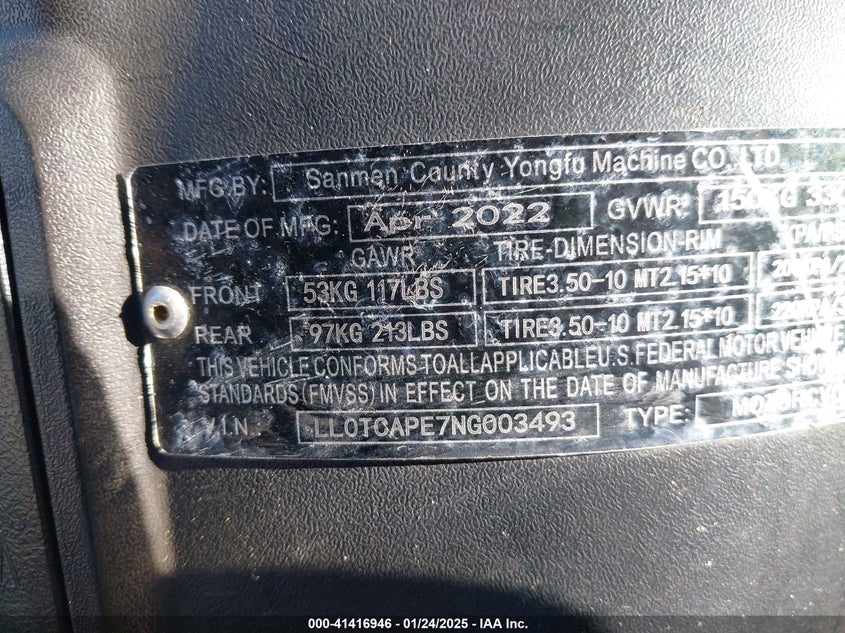 MFG BY: Sanmen County Yongfu Machine CO. LTD
DATE OF MFG: Apr 2022 GVWR:
GAWR TIRE-DIMENSION-RIM
FRONT 53KG 117LBS TIRE3.50-10 MT2.15*10
REAR 97KG 213LBS TIRE3.50-10 MT2.15*10
THIS VEHICLE CONFORMS TO ALL APPLICABLE U.S. FEDERAL MOTOR VEHICLE
STANDARDS (FMVSS) IN EFFECT ON THE DATE OF MANUFACTURE
V.I.N: LL0TCAPE7NG003493 TYPE:
000-41416946 - 01/24/2025 - IAA Inc.